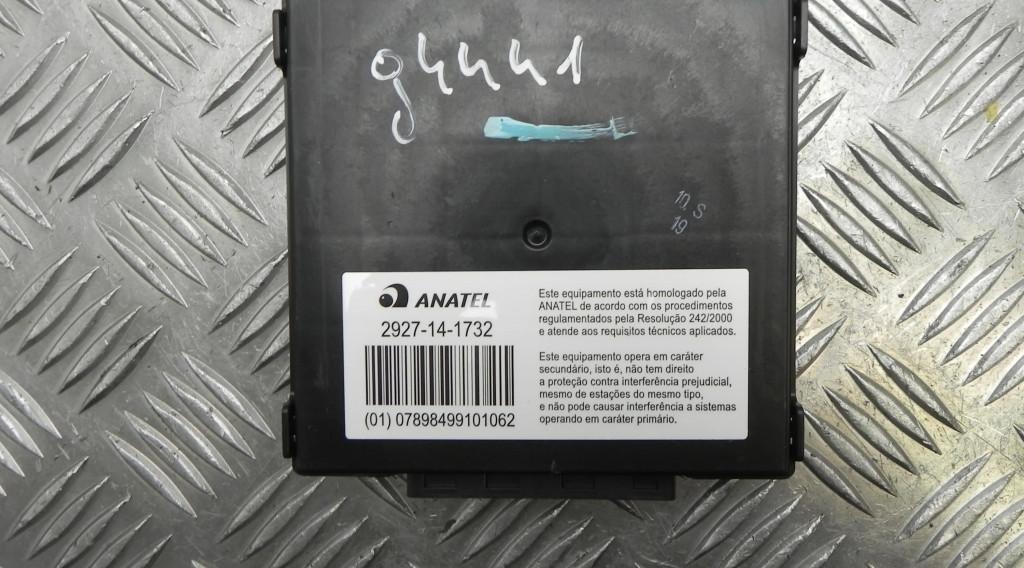 94441
10 S
19
ANATEL
2927-14-1732
(01) 07898499101062
Este equipamento está homologado pela
ANATEL de acordo com os procedimentos
regulamentados pela Resolução 242/2000
e atende aos requisitos técnicos aplicados.
Este equipamento opera em caráter
secundário, isto é, não tem direito
a proteção contra interferência prejudicial,
mesmo de estações do mesmo tipo,
e não pode causar interferência a sistemas
operando em caráter primário.